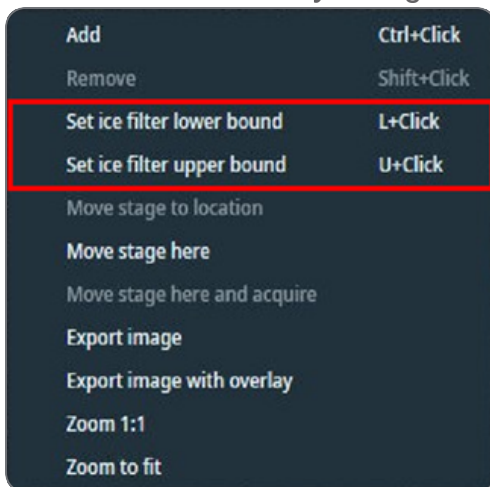 Add Ctrl+Click
Remove Shift+Click
Set ice filter lower bound L+Click
Set ice filter upper bound U+Click
Move stage to location
Move stage here
Move stage here and acquire
Export image
Export image with overlay
Zoom 1:1
Zoom to fit